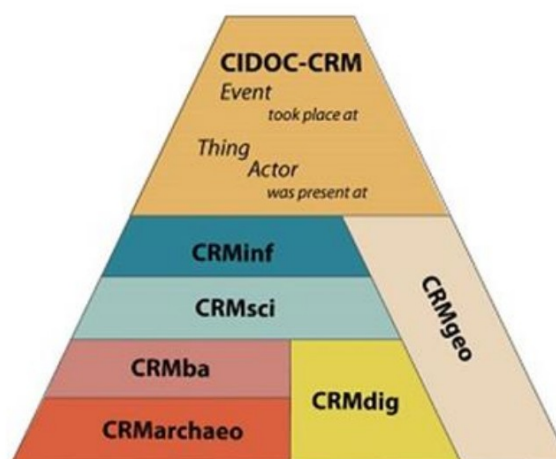 CIDOC-CRM
Event
took place at
Thing
Actor
was present at
CRMinf
CRMsci
CRMgeo
CRMba
CRMdig
CRMarchaeo